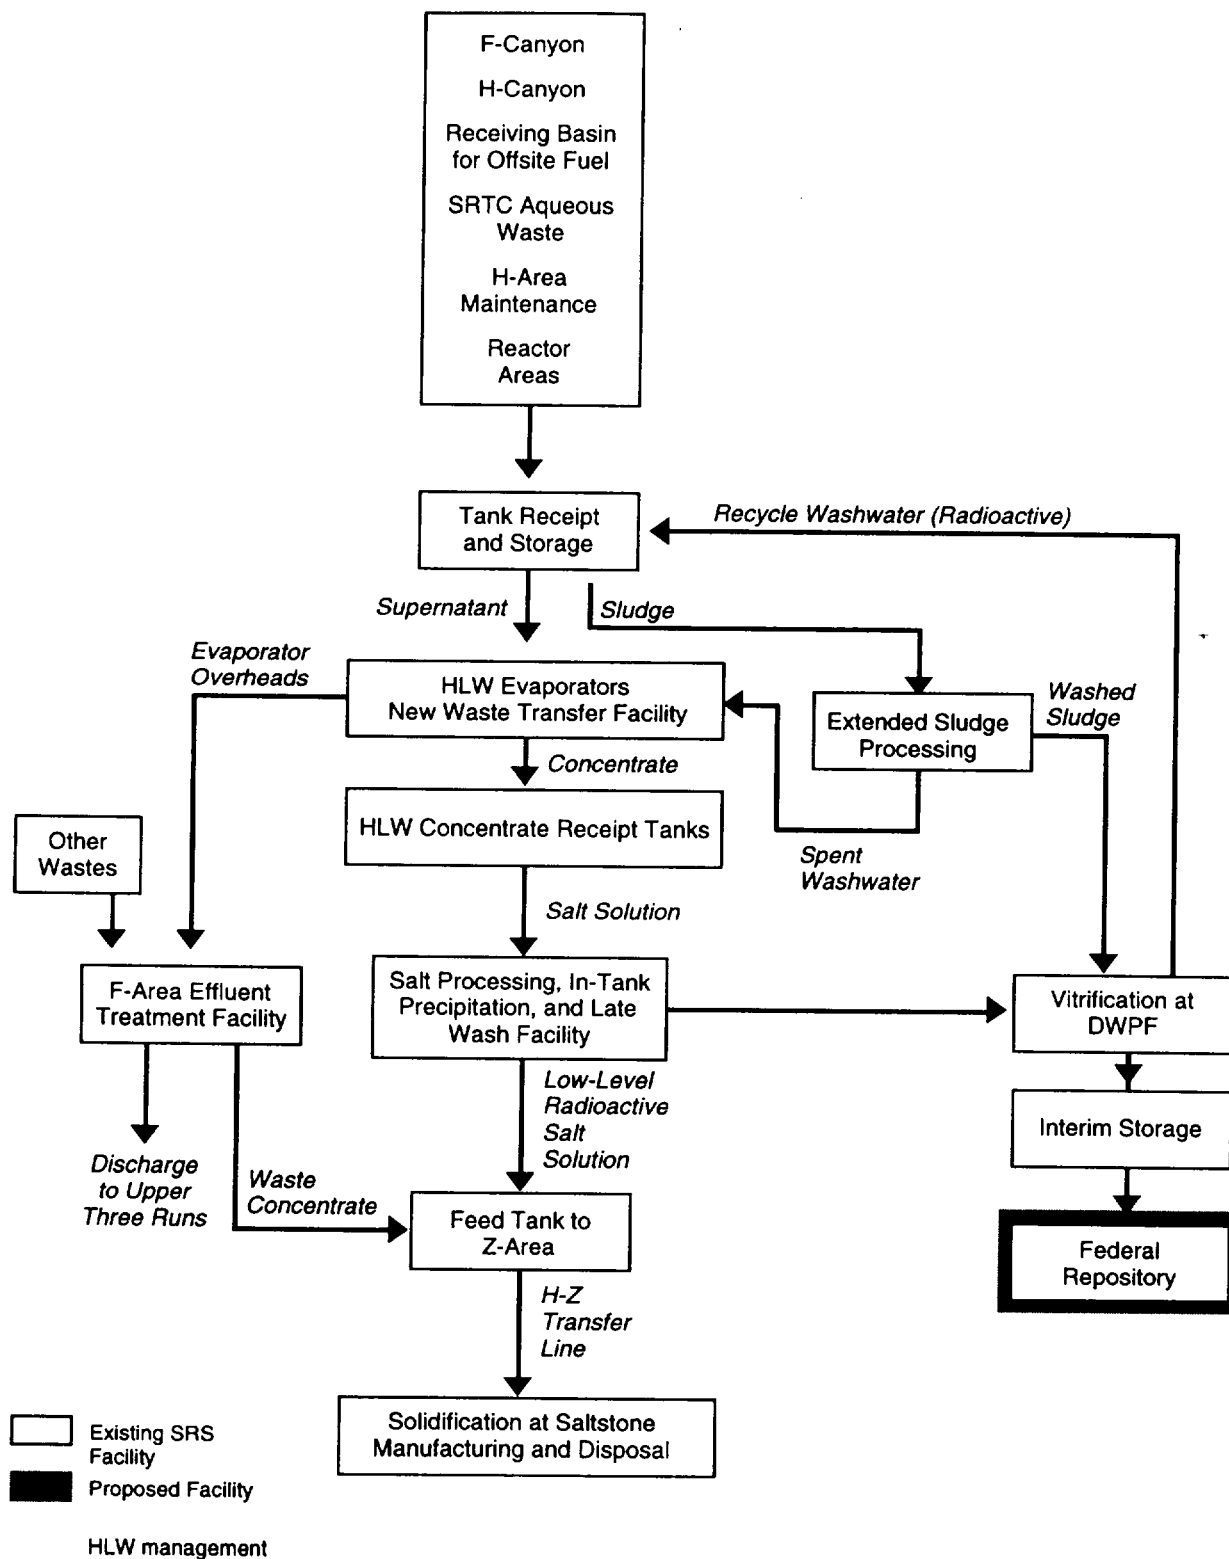 F-Canyon
H-Canyon
Receiving Basin
for Offsite Fuel
SRTC Aqueous
Waste
H-Area
Maintenance
Reactor
Areas
Tank Receipt
and Storage
Recycle Washwater (Radioactive)
Supernatant
Sludge
Evaporator
Overheads
HLW Evaporators
New Waste Transfer Facility
Extended Sludge
Processing
Washed
Sludge
Concentrate
HLW Concentrate Receipt Tanks
Other
Wastes
Spent
Washwater
Salt Solution
F-Area Effluent
Treatment Facility
Salt Processing, In-Tank
Precipitation, and Late
Wash Facility
Vitrification at
DWPF
Low-Level
Radioactive
Salt
Solution
Interim Storage
Discharge
to Upper
Three Runs
Waste
Concentrate
Feed Tank to
Z-Area
Federal
Repository
H-Z
Transfer
Line
Solidification at Saltstone
Manufacturing and Disposal
Existing SRS
Facility
Proposed Facility
HLW management